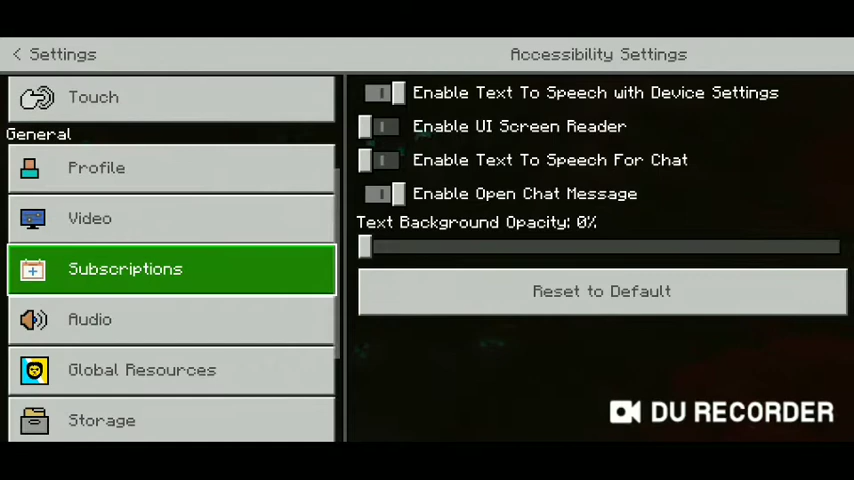 Settings
Accessibility Settings
Touch
General
Profile
Video
Subscriptions
Audio
Global Resources
Storage
Enable Text To Speech with Device Settings
Enable UI Screen Reader
Enable Text To Speech For Chat
Enable Open Chat Message
Text Background Opacity: 0%
Reset to Default
DU RECORDER